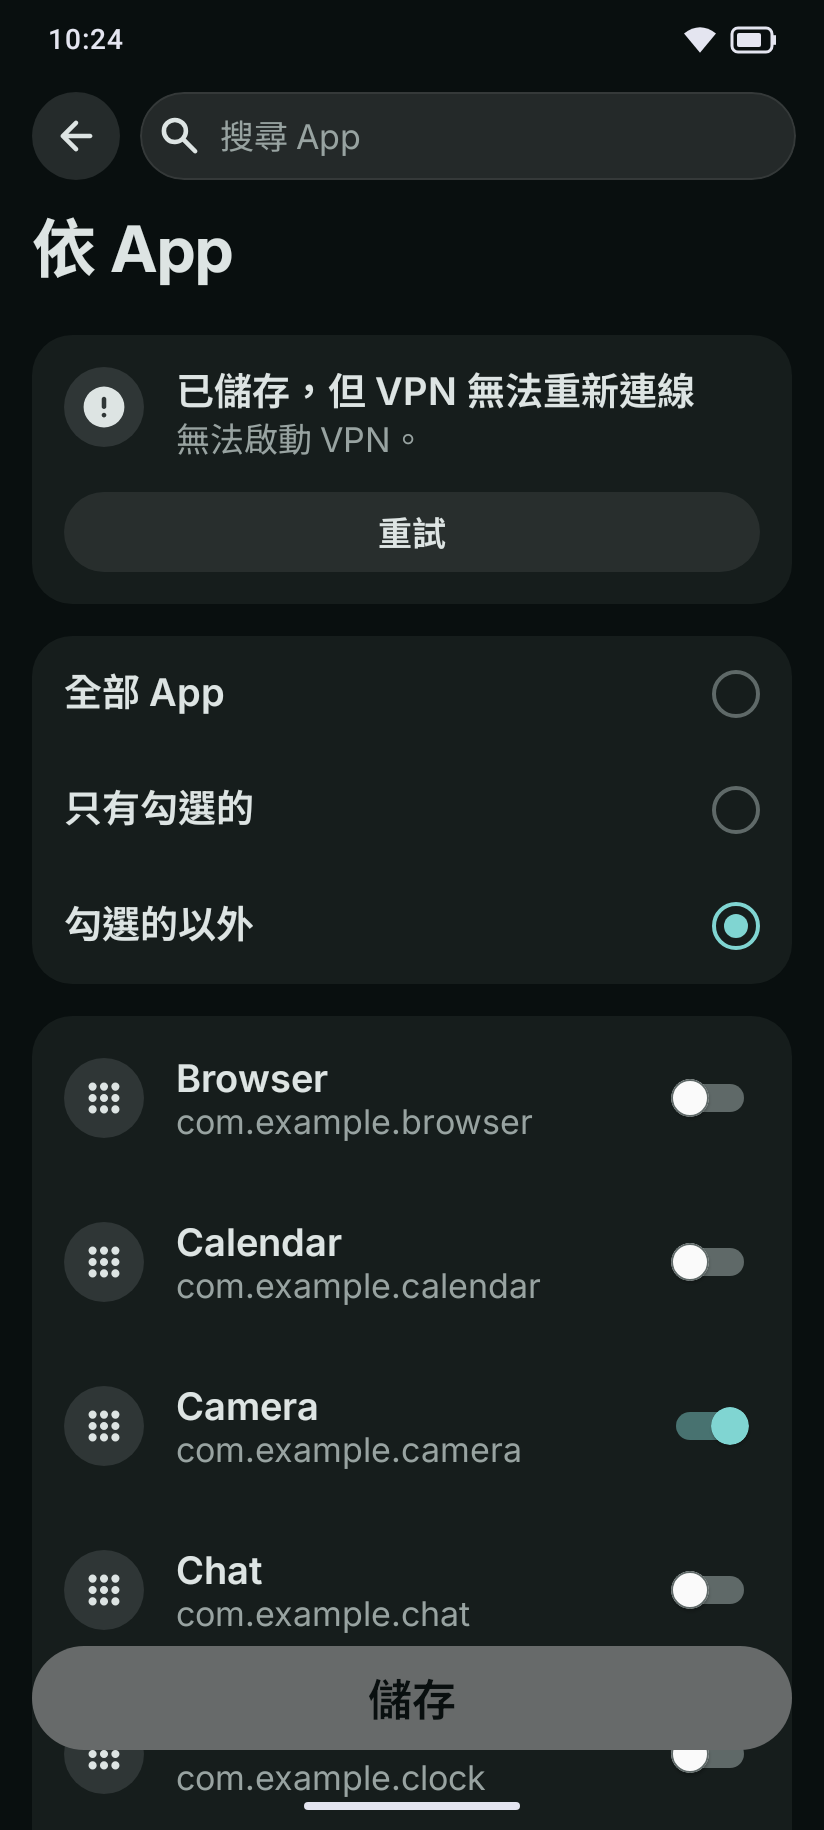 10:24
搜尋 App
依 App
已儲存，但 VPN 無法重新連線
無法啟動 VPN。
重試
全部 App
只有勾選的
勾選的以外
Browser
com.example.browser
Calendar
com.example.calendar
Camera
com.example.camera
Chat
com.example.chat
儲存
com.example.clock